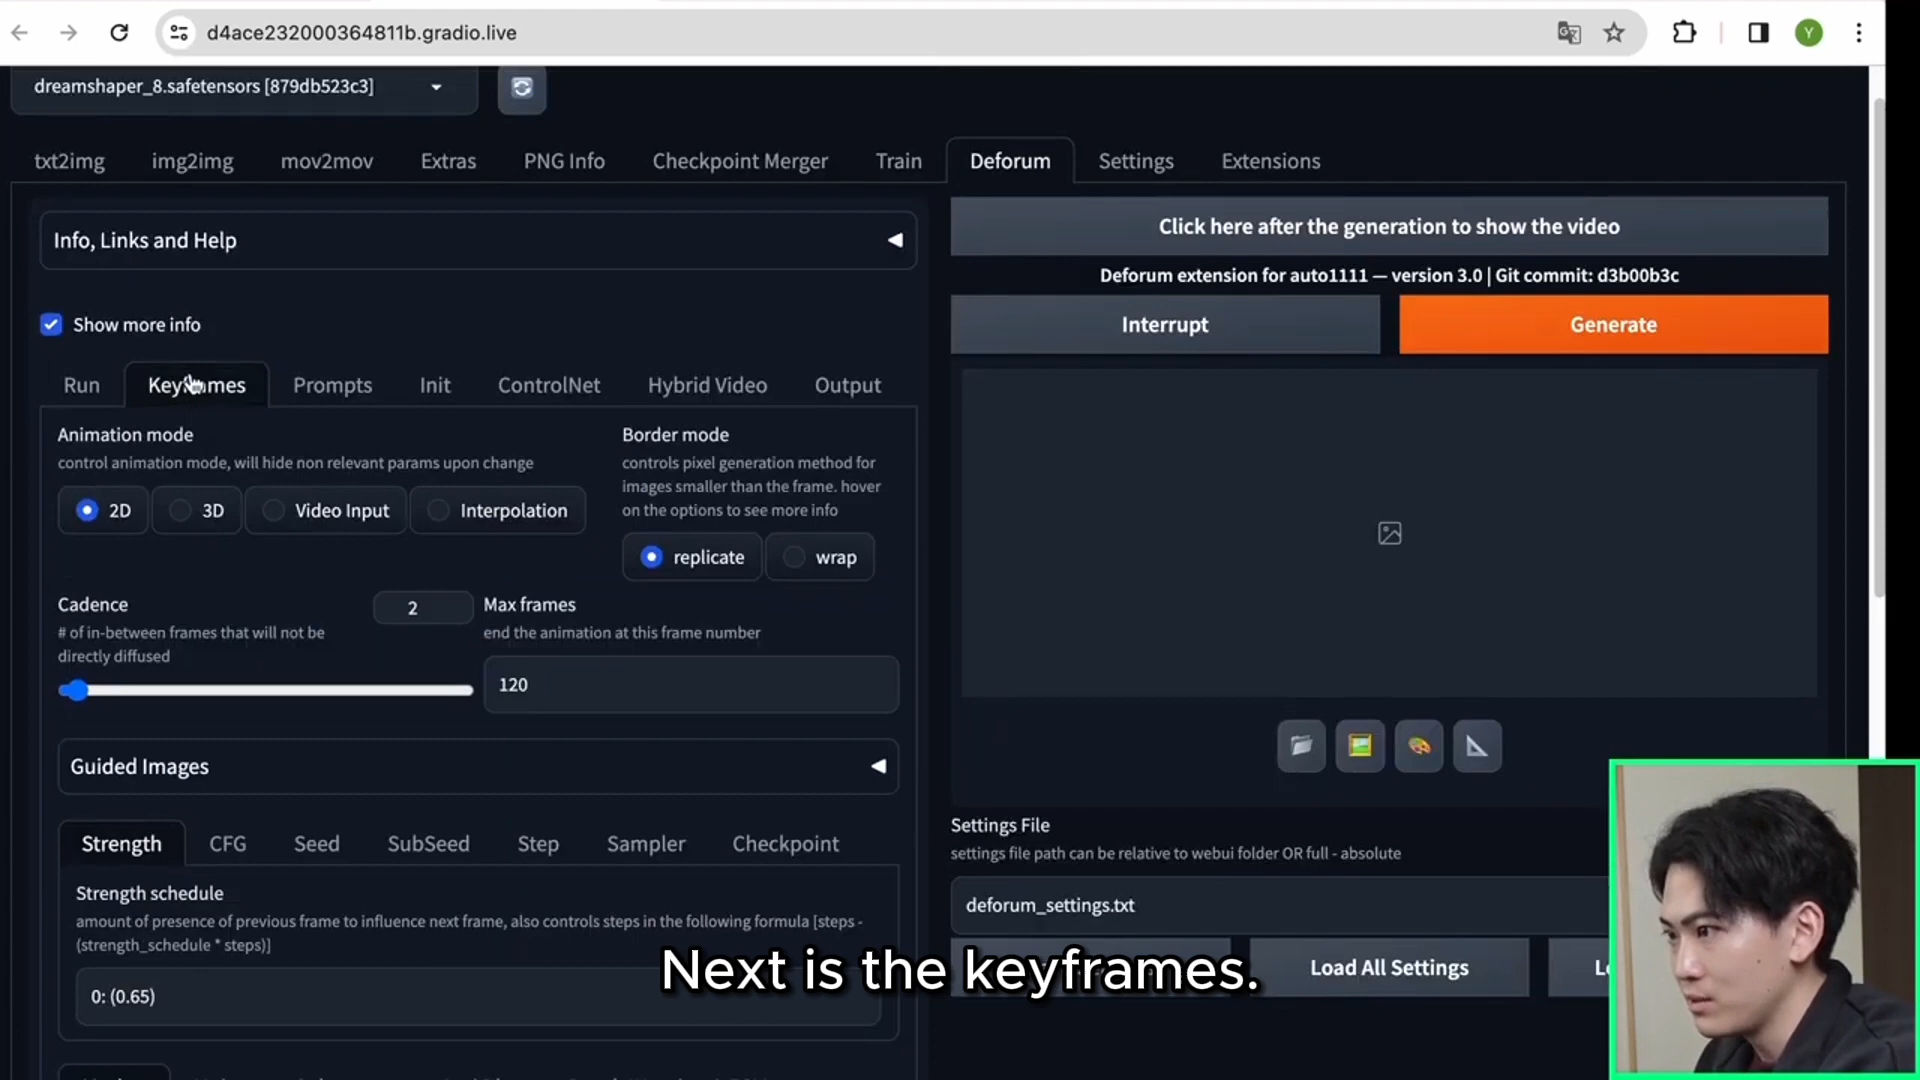 d4ace232000364811b.gradio.live
Y
dreamshaper_8.safetensors [879db523c3]
txt2img
img2img
mov2mov
Extras
PNG Info
Checkpoint Merger
Train
Deforum
Settings
Extensions
Info, Links and Help
Click here after the generation to show the video
Deforum extension for auto1111 — version 3.0 | Git commit: d3b00b3c
Interrupt
Generate
Show more info
Run
Keyframes
Prompts
Init
ControlNet
Hybrid Video
Output
Animation mode
control animation mode, will hide non relevant params upon change
2D
3D
Video Input
Interpolation
Border mode
controls pixel generation method for
images smaller than the frame. hover
on the options to see more info
replicate
wrap
Cadence
# of in-between frames that will not be
directly diffused
2
Max frames
end the animation at this frame number
120
Guided Images
Strength
CFG
Seed
SubSeed
Step
Sampler
Checkpoint
Strength schedule
amount of presence of previous frame to influence next frame, also controls steps in the following formula [steps -
(strength_schedule * steps)]
0: (0.65)
Settings File
settings file path can be relative to webui folder OR full - absolute
deforum_settings.txt
Load All Settings
Next is the keyframes.